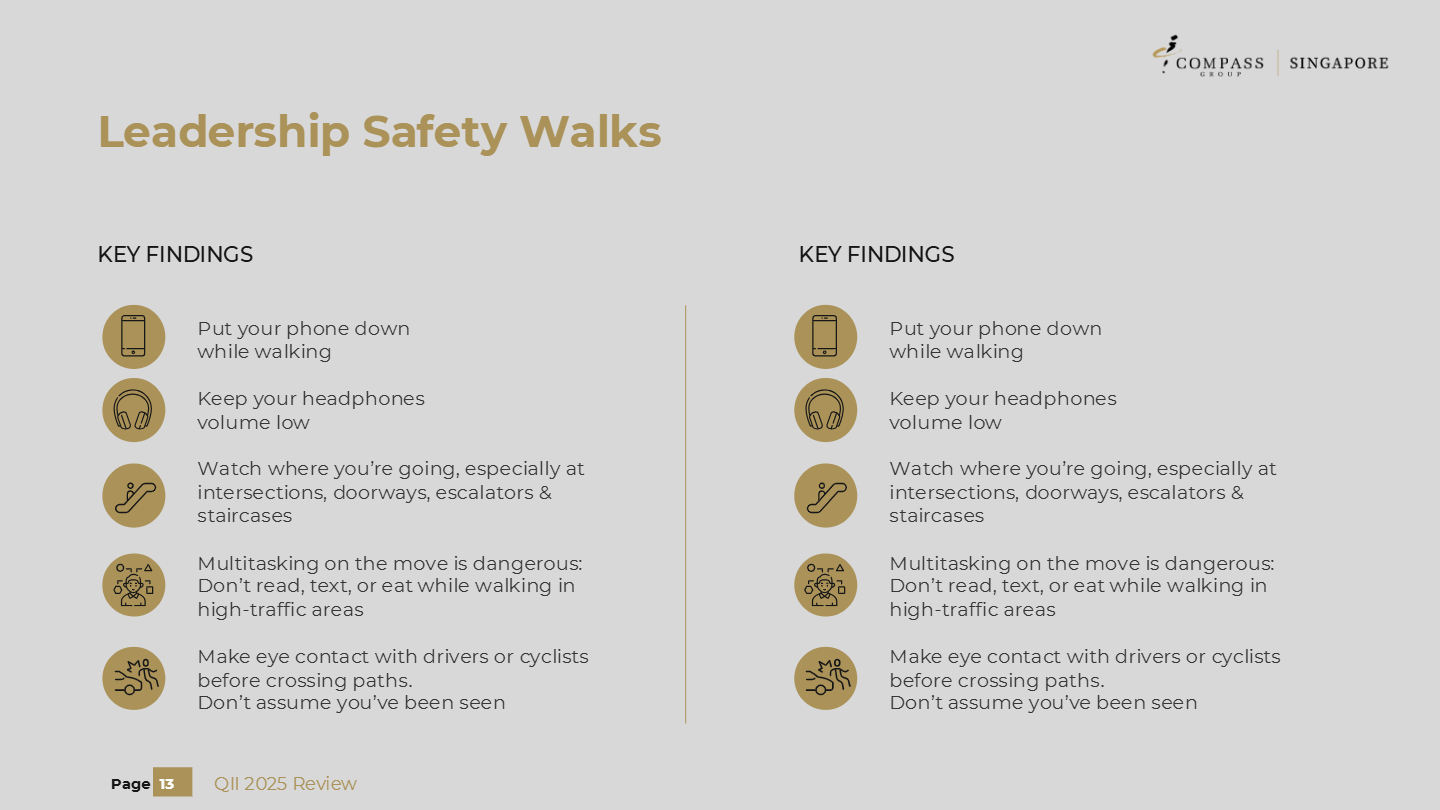 COMPASS
GROUP
SINGAPORE
Leadership Safety Walks
KEY FINDINGS
Put your phone down
while walking
Keep your headphones
volume low
Watch where you’re going, especially at
intersections, doorways, escalators &
staircases
Multitasking on the move is dangerous:
Don’t read, text, or eat while walking in
high-traffic areas
Make eye contact with drivers or cyclists
before crossing paths.
Don’t assume you’ve been seen
KEY FINDINGS
Put your phone down
while walking
Keep your headphones
volume low
Watch where you’re going, especially at
intersections, doorways, escalators &
staircases
Multitasking on the move is dangerous:
Don’t read, text, or eat while walking in
high-traffic areas
Make eye contact with drivers or cyclists
before crossing paths.
Don’t assume you’ve been seen
Page 13 QII 2025 Review